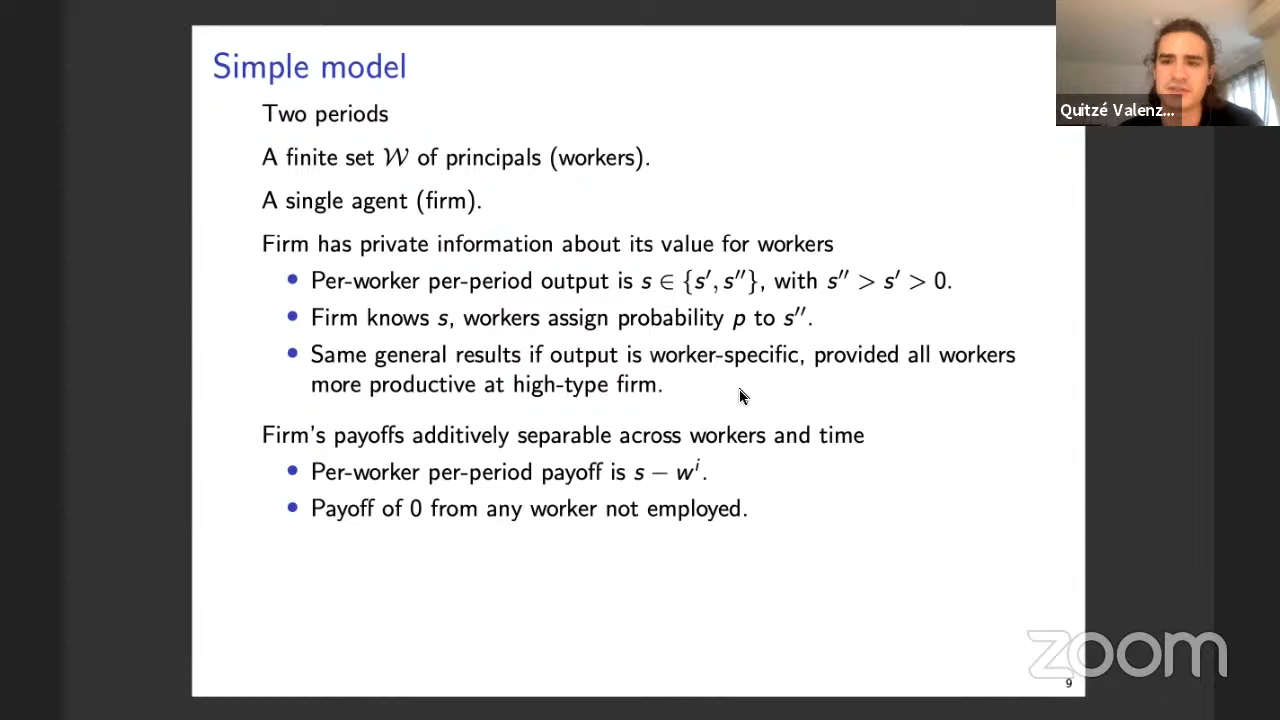 Simple model
Two periods
A finite set 𝒲 of principals (workers).
A single agent (firm).
Firm has private information about its value for workers
• Per-worker per-period output is s ∈ {s′, s″}, with s″ > s′ > 0.
• Firm knows s, workers assign probability p to s″.
• Same general results if output is worker-specific, provided all workers
more productive at high-type firm.
Firm's payoffs additively separable across workers and time
• Per-worker per-period payoff is s − wⁱ.
• Payoff of 0 from any worker not employed.
9
Quitzé Valenz...
zoom